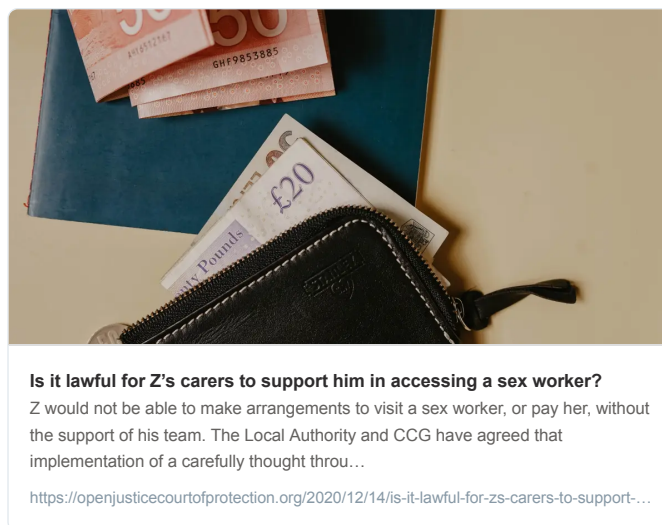 50
50
GHF9853885
£20
nty Pounds
Is it lawful for Z’s carers to support him in accessing a sex worker?
Z would not be able to make arrangements to visit a sex worker, or pay her, without
the support of his team. The Local Authority and CCG have agreed that
implementation of a carefully thought throu…
https://openjusticecourtofprotection.org/2020/12/14/is-it-lawful-for-zs-carers-to-support-…